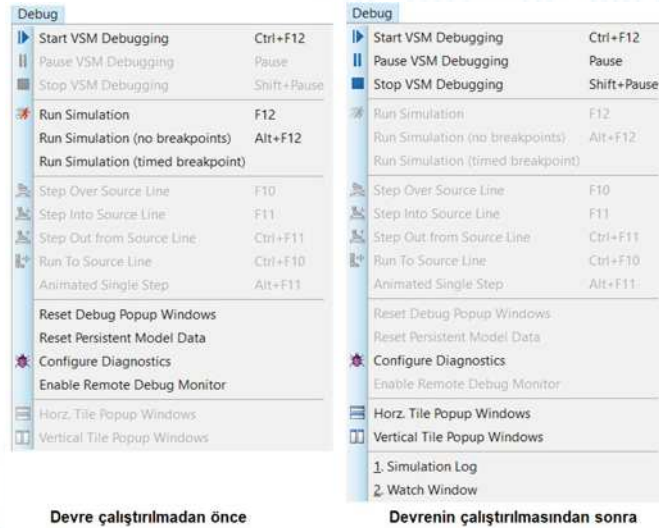 Debug
Start VSM Debugging Ctrl+F12
Pause VSM Debugging Pause
Stop VSM Debugging Shift+Pause
Run Simulation F12
Run Simulation (no breakpoints) Alt+F12
Run Simulation (timed breakpoint)
Step Over Source Line F10
Step Into Source Line F11
Step Out from Source Line Ctrl+F11
Run To Source Line Ctrl+F10
Animated Single Step Alt+F11
Reset Debug Popup Windows
Reset Persistent Model Data
Configure Diagnostics
Enable Remote Debug Monitor
Horz. Tile Popup Windows
Vertical Tile Popup Windows
Devre çalıştırılmadan önce
Debug
Start VSM Debugging Ctrl+F12
Pause VSM Debugging Pause
Stop VSM Debugging Shift+Pause
Run Simulation F12
Run Simulation (no breakpoints) Alt+F12
Run Simulation (timed breakpoint)
Step Over Source Line F10
Step Into Source Line F11
Step Out from Source Line Ctrl+F11
Run To Source Line Ctrl+F10
Animated Single Step Alt+F11
Reset Debug Popup Windows
Reset Persistent Model Data
Configure Diagnostics
Enable Remote Debug Monitor
Horz. Tile Popup Windows
Vertical Tile Popup Windows
1. Simulation Log
2. Watch Window
Devrenin çalıştırılmasından sonra